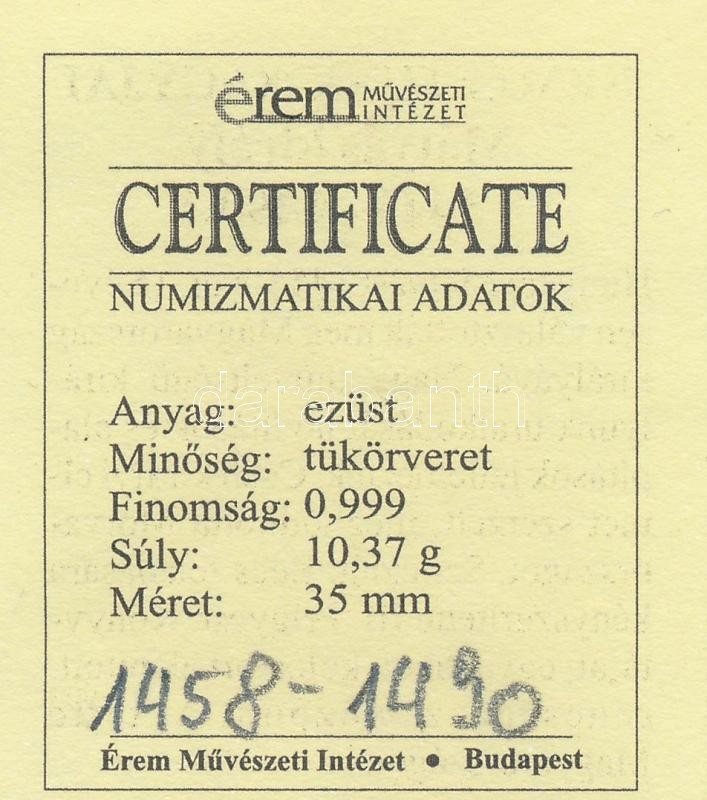 érem MŰVÉSZETI
INTÉZET
CERTIFICATE
NUMIZMATIKAI ADATOK
darabanth
Anyag: ezüst
Minőség: tükörveret
Finomság: 0,999
Súly: 10,37 g
Méret: 35 mm
1458-1490
Érem Művészeti Intézet • Budapest